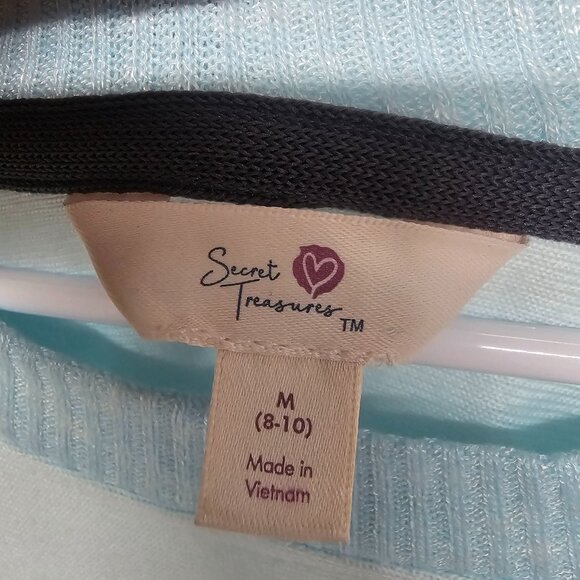 Secret
Treasures
TM
M
(8-10)
Made in
Vietnam